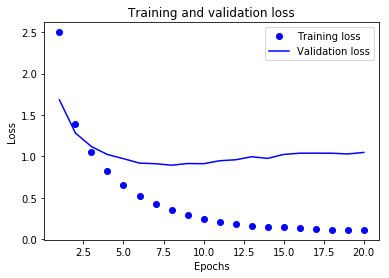 Training and validation loss
Training loss
Validation loss
Loss
2.5
2.0
1.5
1.0
0.5
0.0
2.5 5.0 7.5 10.0 12.5 15.0 17.5 20.0
Epochs